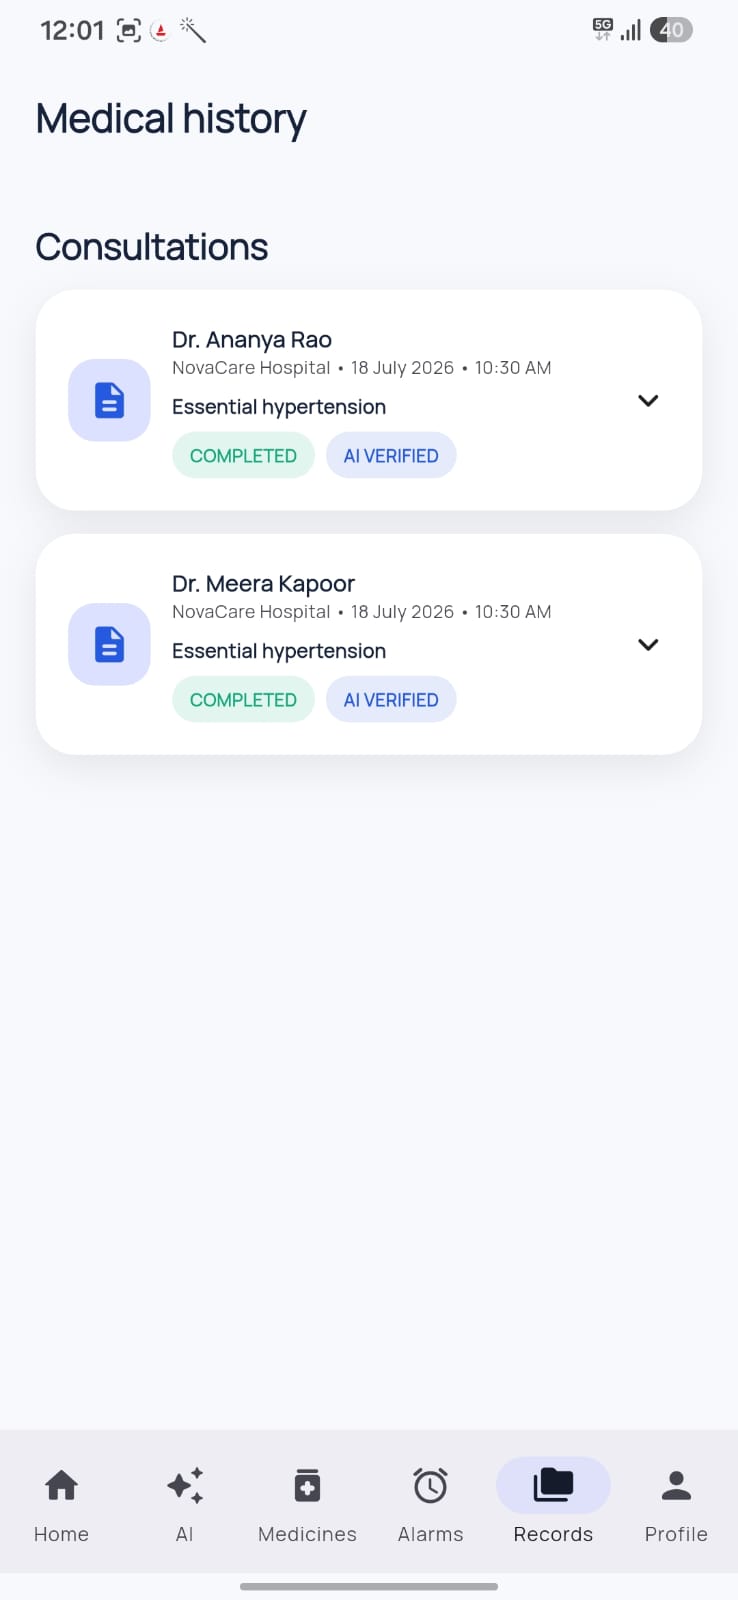 12:01
5G
40
Medical history
Consultations
Dr. Ananya Rao
NovaCare Hospital • 18 July 2026 • 10:30 AM
Essential hypertension
COMPLETED AI VERIFIED
Dr. Meera Kapoor
NovaCare Hospital • 18 July 2026 • 10:30 AM
Essential hypertension
COMPLETED AI VERIFIED
Home AI Medicines Alarms Records Profile